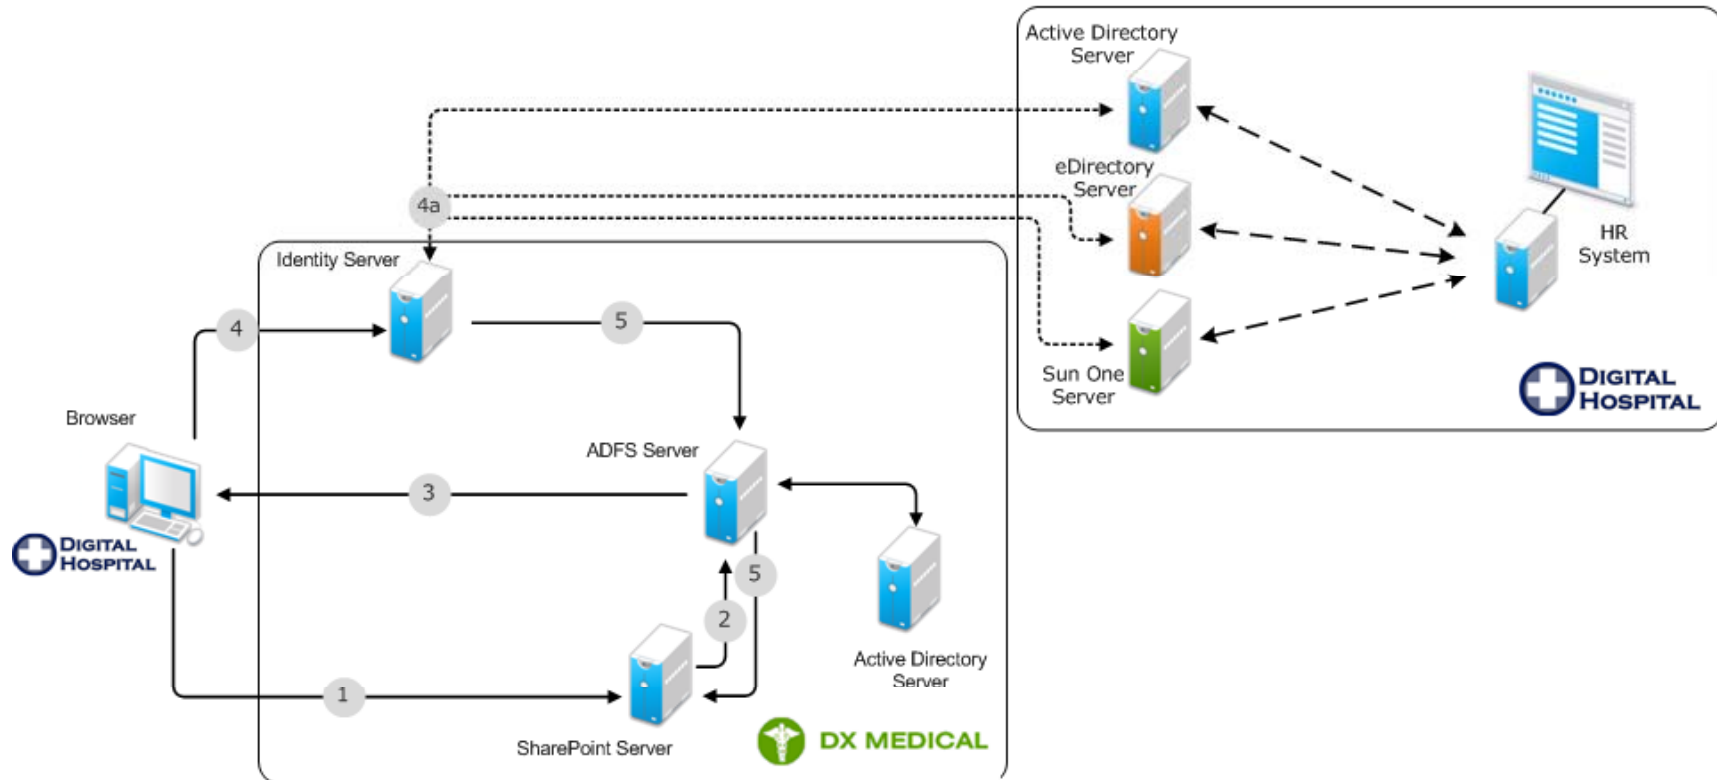 Active Directory
Server
eDirectory
Server
4a
HR
System
Identity Server
4
5
Sun One
Server
DIGITAL
HOSPITAL
Browser
ADFS Server
3
DIGITAL
HOSPITAL
5
2
Active Directory
Server
1
SharePoint Server
DX MEDICAL